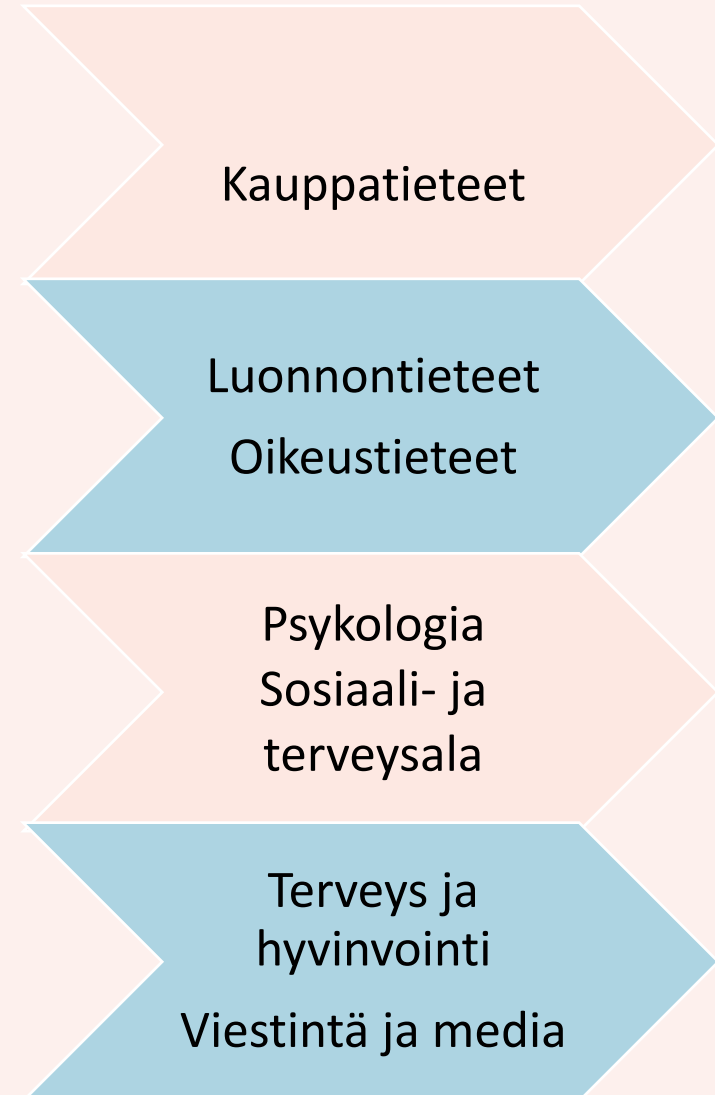 Kauppatieteet
Luonnontieteet
Oikeustieteet
Psykologia
Sosiaali- ja
terveysala
Terveys ja
hyvinvointi
Viestintä ja media